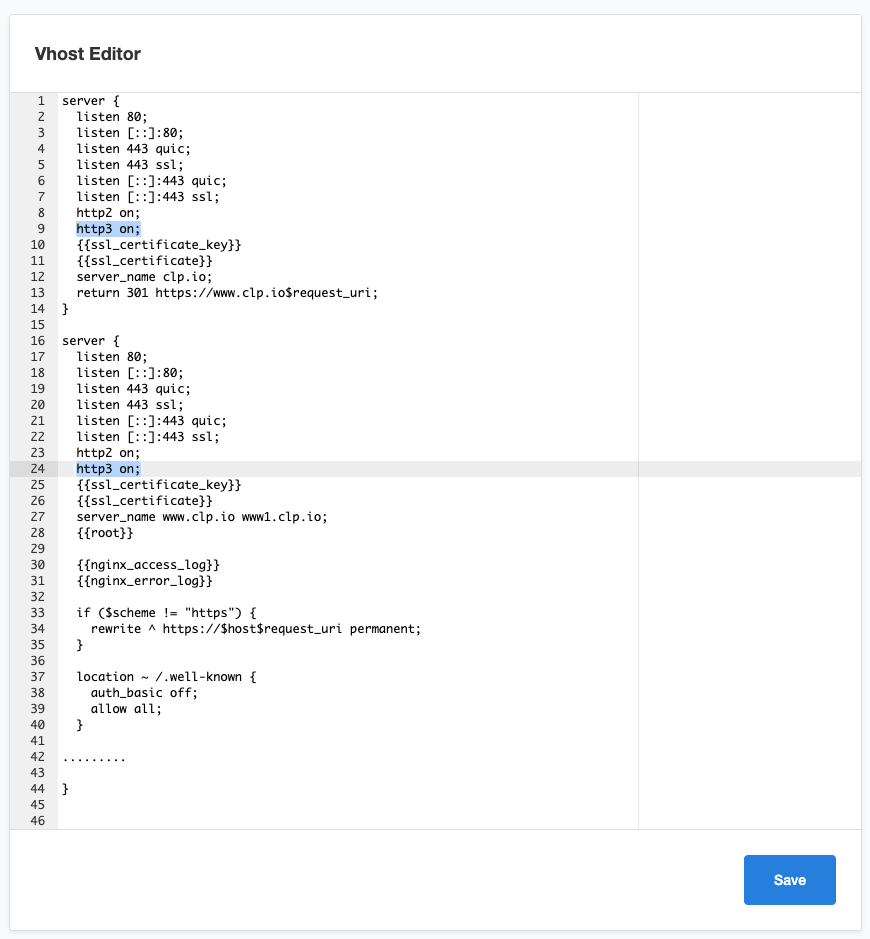 Vhost Editor
1 server {
2   listen 80;
3   listen [::]:80;
4   listen 443 quic;
5   listen 443 ssl;
6   listen [::]:443 quic;
7   listen [::]:443 ssl;
8   http2 on;
9   http3 on;
10   {{ssl_certificate_key}}
11   {{ssl_certificate}}
12   server_name clp.io;
13   return 301 https://www.clp.io$request_uri;
14 }
15
16 server {
17   listen 80;
18   listen [::]:80;
19   listen 443 quic;
20   listen 443 ssl;
21   listen [::]:443 quic;
22   listen [::]:443 ssl;
23   http2 on;
24   http3 on;
25   {{ssl_certificate_key}}
26   {{ssl_certificate}}
27   server_name www.clp.io www1.clp.io;
28   {{root}}
29
30   {{nginx_access_log}}
31   {{nginx_error_log}}
32
33   if ($scheme != "https") {
34     rewrite ^ https://$host$request_uri permanent;
35   }
36
37   location ~ /.well-known {
38     auth_basic off;
39     allow all;
40   }
41
42 .........
43
44 }
45
46
Save